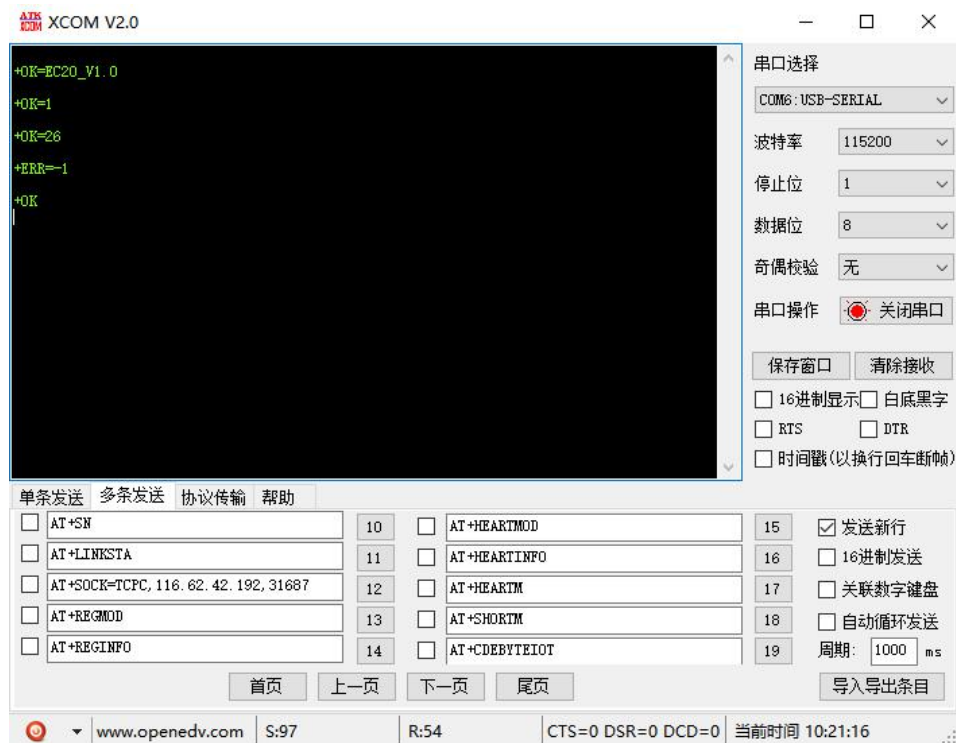 ATK XCOM XCOM V2.0
+OK=EC20_V1.0
+OK=1
+OK=26
+ERR=-1
+OK
串口选择
COM6:USB-SERIAL
波特率 115200
停止位 1
数据位 8
奇偶校验 无
串口操作 关闭串口
保存窗口 清除接收
16进制显示 白底黑字
RTS DTR
时间戳(以换行回车断帧)
单条发送 多条发送 协议传输 帮助
AT+SN 10 AT+HEARTMOD 15 发送新行
AT+LINKSTA 11 AT+HEARTINFO 16 16进制发送
AT+SOCK=TCPC,116.62.42.192,31687 12 AT+HEARTM 17 关联数字键盘
AT+REGMOD 13 AT+SHORTM 18 自动循环发送
AT+REGINFO 14 AT+CDEBYTEIOT 19 周期: 1000 ms
首页 上一页 下一页 尾页 导入导出条目
www.openedv.com S:97 R:54 CTS=0 DSR=0 DCD=0 当前时间 10:21:16